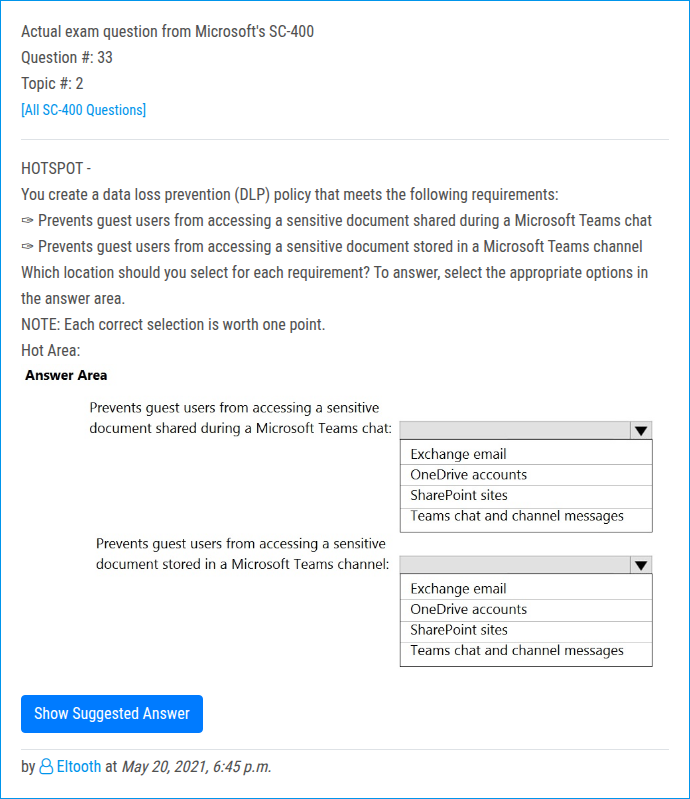 Actual exam question from Microsoft's SC-400
Question #: 33
Topic #: 2
[All SC-400 Questions]
HOTSPOT -
You create a data loss prevention (DLP) policy that meets the following requirements:
✑ Prevents guest users from accessing a sensitive document shared during a Microsoft Teams chat
✑ Prevents guest users from accessing a sensitive document stored in a Microsoft Teams channel
Which location should you select for each requirement? To answer, select the appropriate options in
the answer area.
NOTE: Each correct selection is worth one point.
Hot Area:
Answer Area
Prevents guest users from accessing a sensitive
document shared during a Microsoft Teams chat:
Exchange email
OneDrive accounts
SharePoint sites
Teams chat and channel messages
Prevents guest users from accessing a sensitive
document stored in a Microsoft Teams channel:
Exchange email
OneDrive accounts
SharePoint sites
Teams chat and channel messages
Show Suggested Answer
by Eltooth at May 20, 2021, 6:45 p.m.